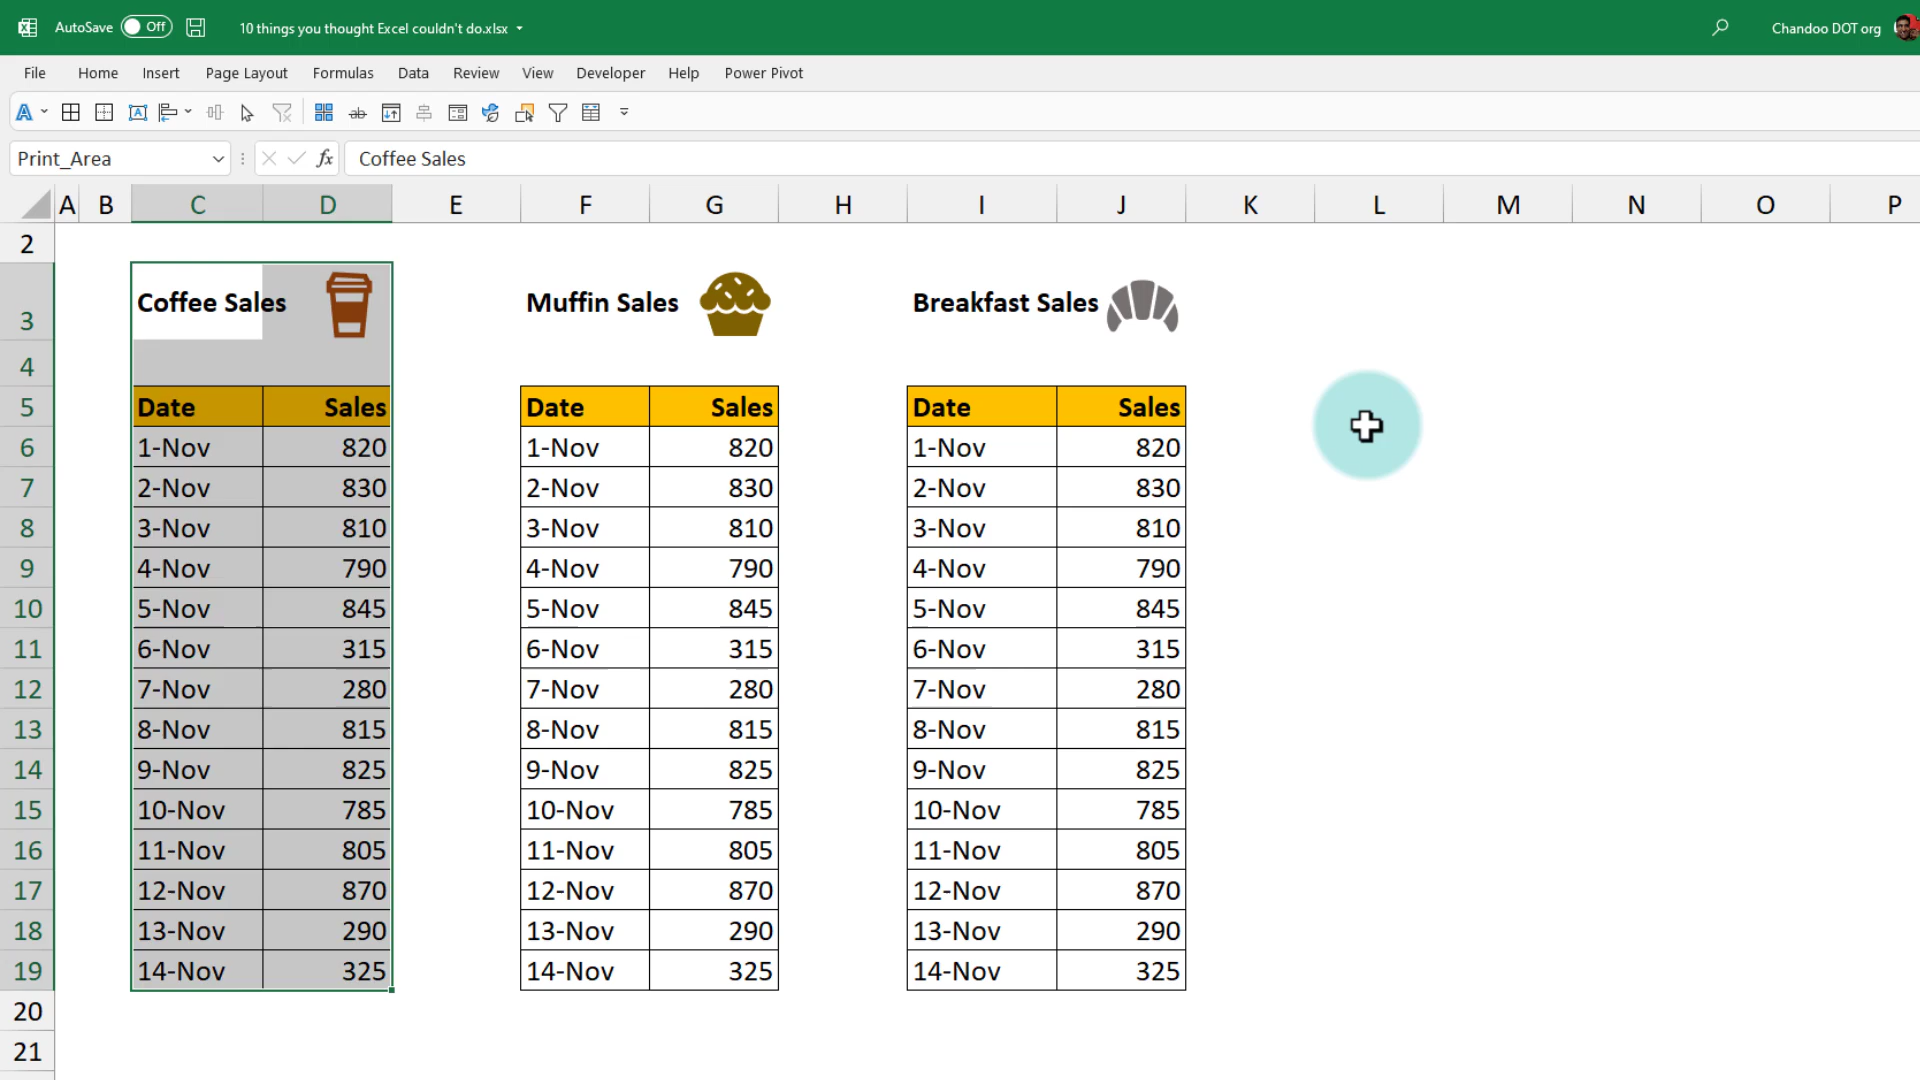 AutoSave Off 10 things you thought Excel couldn't do.xlsx Chandoo DOT org
File Home Insert Page Layout Formulas Data Review View Developer Help Power Pivot
A A ab
Print_Area fx Coffee Sales
A B C D E F G H I J K L M N O P
2
3 Coffee Sales Muffin Sales Breakfast Sales
4
5 Date Sales Date Sales Date Sales
6 1-Nov 820 1-Nov 820 1-Nov 820
7 2-Nov 830 2-Nov 830 2-Nov 830
8 3-Nov 810 3-Nov 810 3-Nov 810
9 4-Nov 790 4-Nov 790 4-Nov 790
10 5-Nov 845 5-Nov 845 5-Nov 845
11 6-Nov 315 6-Nov 315 6-Nov 315
12 7-Nov 280 7-Nov 280 7-Nov 280
13 8-Nov 815 8-Nov 815 8-Nov 815
14 9-Nov 825 9-Nov 825 9-Nov 825
15 10-Nov 785 10-Nov 785 10-Nov 785
16 11-Nov 805 11-Nov 805 11-Nov 805
17 12-Nov 870 12-Nov 870 12-Nov 870
18 13-Nov 290 13-Nov 290 13-Nov 290
19 14-Nov 325 14-Nov 325 14-Nov 325
20
21